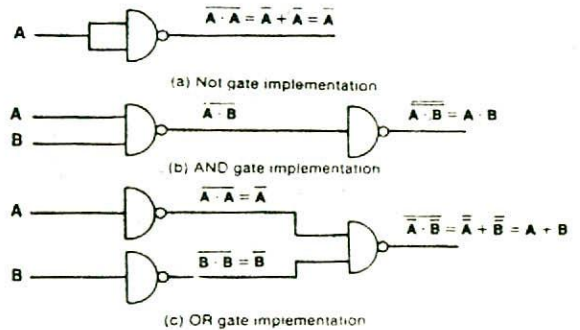 A
A̅ ̅·̅ ̅A̅ = A̅ + A̅ = A̅
(a) Not gate implementation
A
B
A̅ ̅·̅ ̅B̅
A̿ ̿·̿ ̿B̿ = A · B
(b) AND gate implementation
A
A̅ ̅·̅ ̅A̅ = A̅
B
B̅ ̅·̅ ̅B̅ = B̅
A̿ ̅·̅ ̅B̿ = A̿ + B̿ = A + B
(c) OR gate implementation